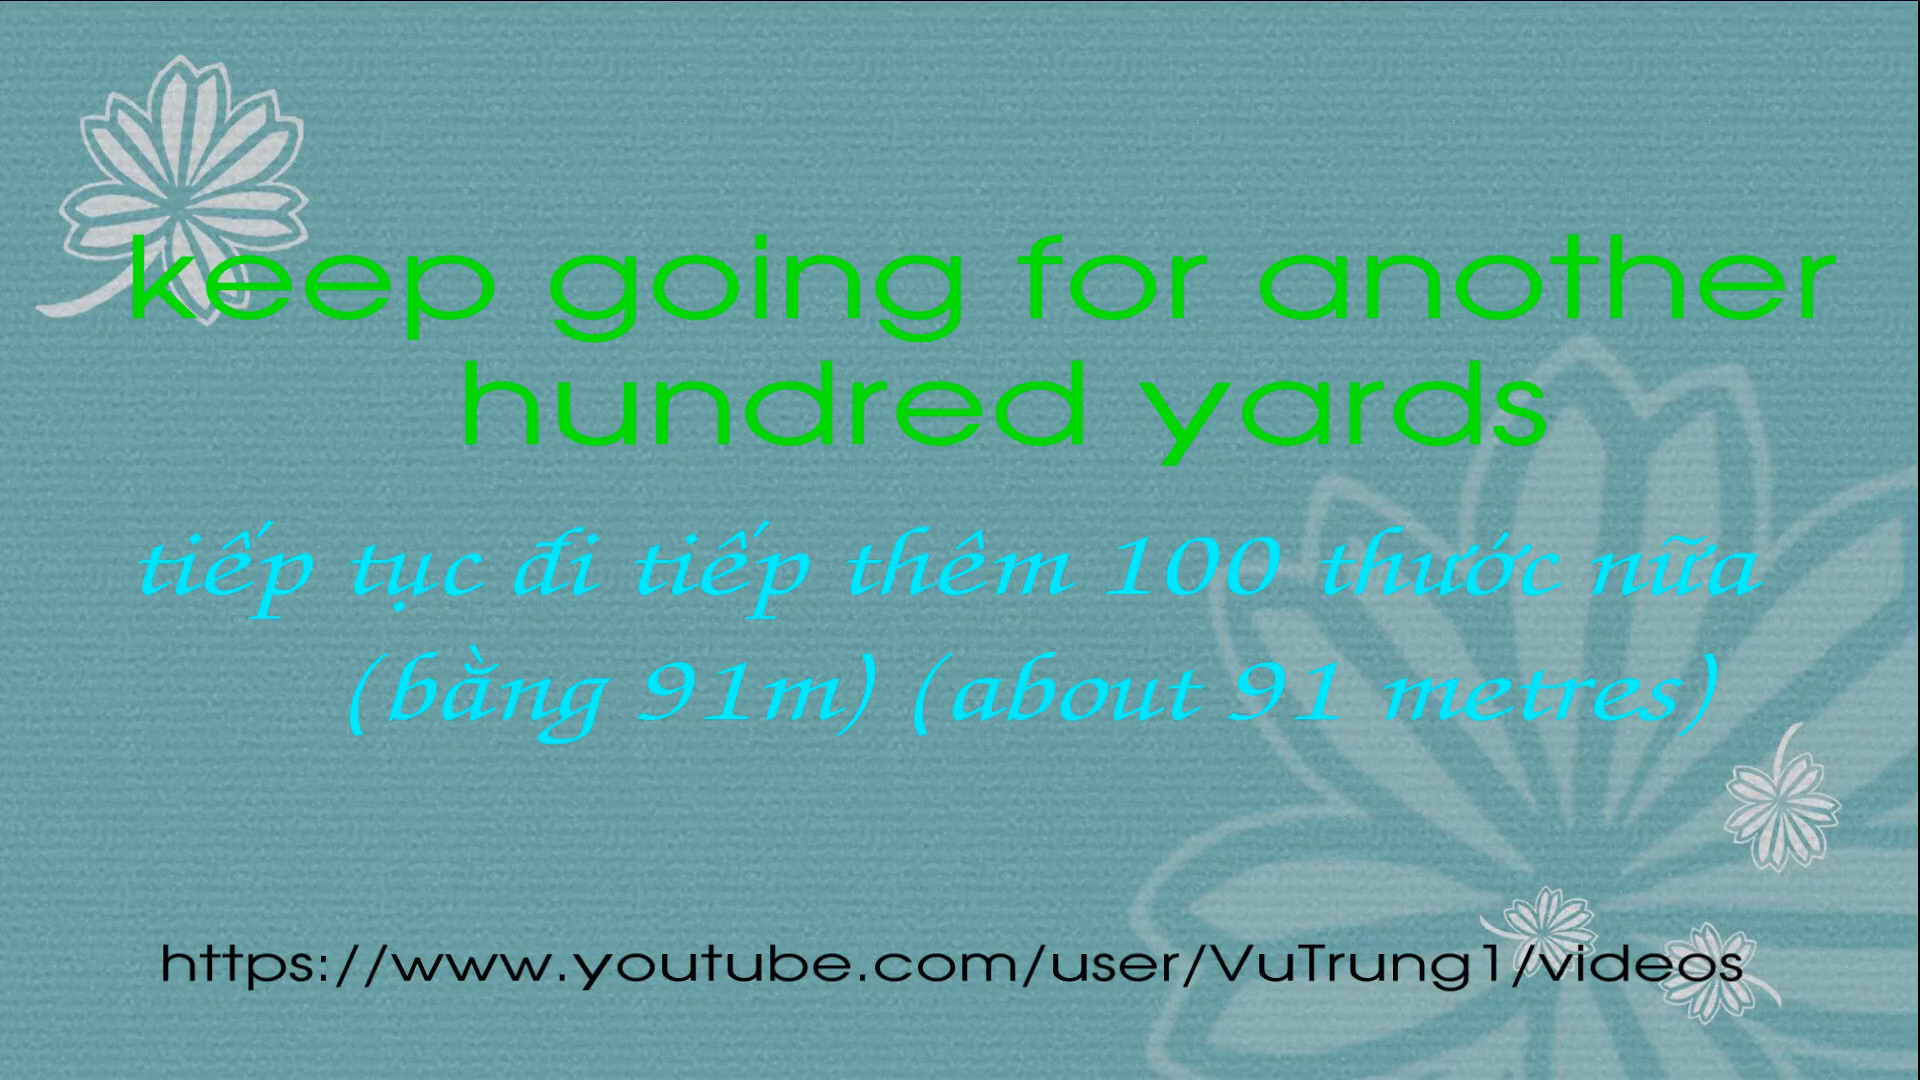 keep going for another
hundred yards
tiếp tục đi tiếp thêm 100 thước nữa
(bằng 91m) (about 91 metres)
https://www.youtube.com/user/VuTrung1/videos